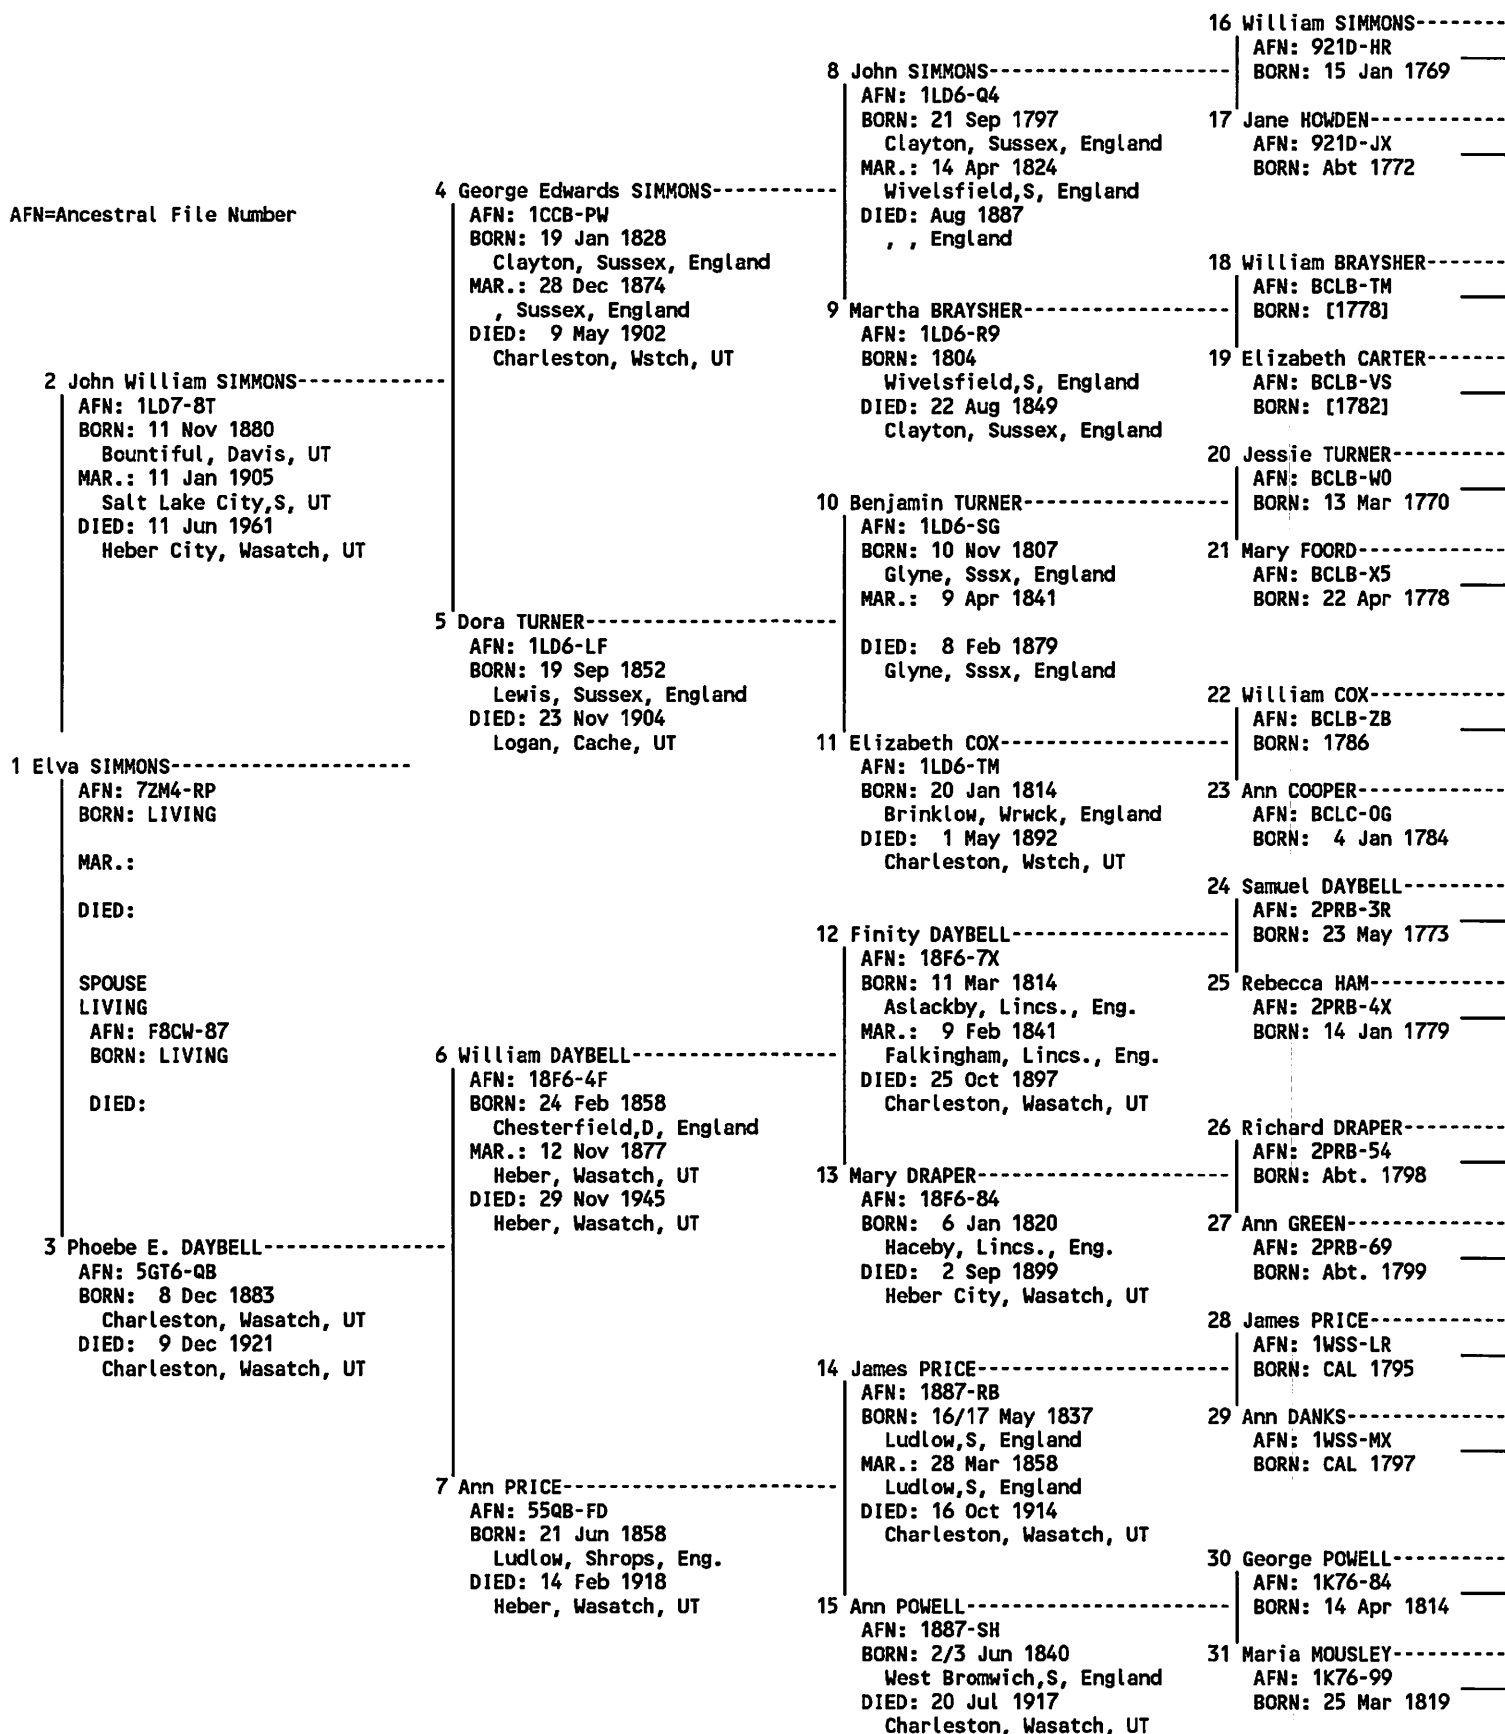 AFN=Ancestral File Number
1 Elva SIMMONS--------------------
AFN: 7ZM4-RP
BORN: LIVING
MAR.:
DIED:
SPOUSE
LIVING
AFN: F8CW-87
BORN: LIVING
DIED:
2 John William SIMMONS-------------
AFN: 1LD7-8T
BORN: 11 Nov 1880
Bountiful, Davis, UT
MAR.: 11 Jan 1905
Salt Lake City,S, UT
DIED: 11 Jun 1961
Heber City, Wasatch, UT
3 Phoebe E. DAYBELL----------------
AFN: 5GT6-QB
BORN:  8 Dec 1883
Charleston, Wasatch, UT
DIED:  9 Dec 1921
Charleston, Wasatch, UT
4 George Edwards SIMMONS-----------
AFN: 1CCB-PW
BORN: 19 Jan 1828
Clayton, Sussex, England
MAR.: 28 Dec 1874
, Sussex, England
DIED:  9 May 1902
Charleston, Wstch, UT
5 Dora TURNER----------------------
AFN: 1LD6-LF
BORN: 19 Sep 1852
Lewis, Sussex, England
DIED: 23 Nov 1904
Logan, Cache, UT
6 William DAYBELL------------------
AFN: 18F6-4F
BORN: 24 Feb 1858
Chesterfield,D, England
MAR.: 12 Nov 1877
Heber, Wasatch, UT
DIED: 29 Nov 1945
Heber, Wasatch, UT
7 Ann PRICE------------------------
AFN: 55QB-FD
BORN: 21 Jun 1858
Ludlow, Shrops, Eng.
DIED: 14 Feb 1918
Heber, Wasatch, UT
8 John SIMMONS---------------------
AFN: 1LD6-Q4
BORN: 21 Sep 1797
Clayton, Sussex, England
MAR.: 14 Apr 1824
Wivelsfield,S, England
DIED: Aug 1887
, , England
9 Martha BRAYSHER------------------
AFN: 1LD6-R9
BORN: 1804
Wivelsfield,S, England
DIED: 22 Aug 1849
Clayton, Sussex, England
10 Benjamin TURNER------------------
AFN: 1LD6-SG
BORN: 10 Nov 1807
Glyne, Sssx, England
MAR.:  9 Apr 1841
DIED:  8 Feb 1879
Glyne, Sssx, England
11 Elizabeth COX--------------------
AFN: 1LD6-TM
BORN: 20 Jan 1814
Brinklow, Wrwck, England
DIED:  1 May 1892
Charleston, Wstch, UT
12 Finity DAYBELL-------------------
AFN: 18F6-7X
BORN: 11 Mar 1814
Aslackby, Lincs., Eng.
MAR.:  9 Feb 1841
Falkingham, Lincs., Eng.
DIED: 25 Oct 1897
Charleston, Wasatch, UT
13 Mary DRAPER----------------------
AFN: 18F6-84
BORN:  6 Jan 1820
Haceby, Lincs., Eng.
DIED:  2 Sep 1899
Heber City, Wasatch, UT
14 James PRICE----------------------
AFN: 1887-RB
BORN: 16/17 May 1837
Ludlow,S, England
MAR.: 28 Mar 1858
Ludlow,S, England
DIED: 16 Oct 1914
Charleston, Wasatch, UT
15 Ann POWELL-----------------------
AFN: 1887-SH
BORN: 2/3 Jun 1840
West Bromwich,S, England
DIED: 20 Jul 1917
Charleston, Wasatch, UT
16 William SIMMONS--------
AFN: 921D-HR
BORN: 15 Jan 1769
17 Jane HOWDEN------------
AFN: 921D-JX
BORN: Abt 1772
18 William BRAYSHER-------
AFN: BCLB-TM
BORN: [1778]
19 Elizabeth CARTER-------
AFN: BCLB-VS
BORN: [1782]
20 Jessie TURNER----------
AFN: BCLB-W0
BORN: 13 Mar 1770
21 Mary FOORD-------------
AFN: BCLB-X5
BORN: 22 Apr 1778
22 William COX------------
AFN: BCLB-ZB
BORN: 1786
23 Ann COOPER-------------
AFN: BCLC-0G
BORN:  4 Jan 1784
24 Samuel DAYBELL---------
AFN: 2PRB-3R
BORN: 23 May 1773
25 Rebecca HAM------------
AFN: 2PRB-4X
BORN: 14 Jan 1779
26 Richard DRAPER---------
AFN: 2PRB-54
BORN: Abt. 1798
27 Ann GREEN--------------
AFN: 2PRB-69
BORN: Abt. 1799
28 James PRICE------------
AFN: 1WSS-LR
BORN: CAL 1795
29 Ann DANKS--------------
AFN: 1WSS-MX
BORN: CAL 1797
30 George POWELL----------
AFN: 1K76-84
BORN: 14 Apr 1814
31 Maria MOUSLEY----------
AFN: 1K76-99
BORN: 25 Mar 1819